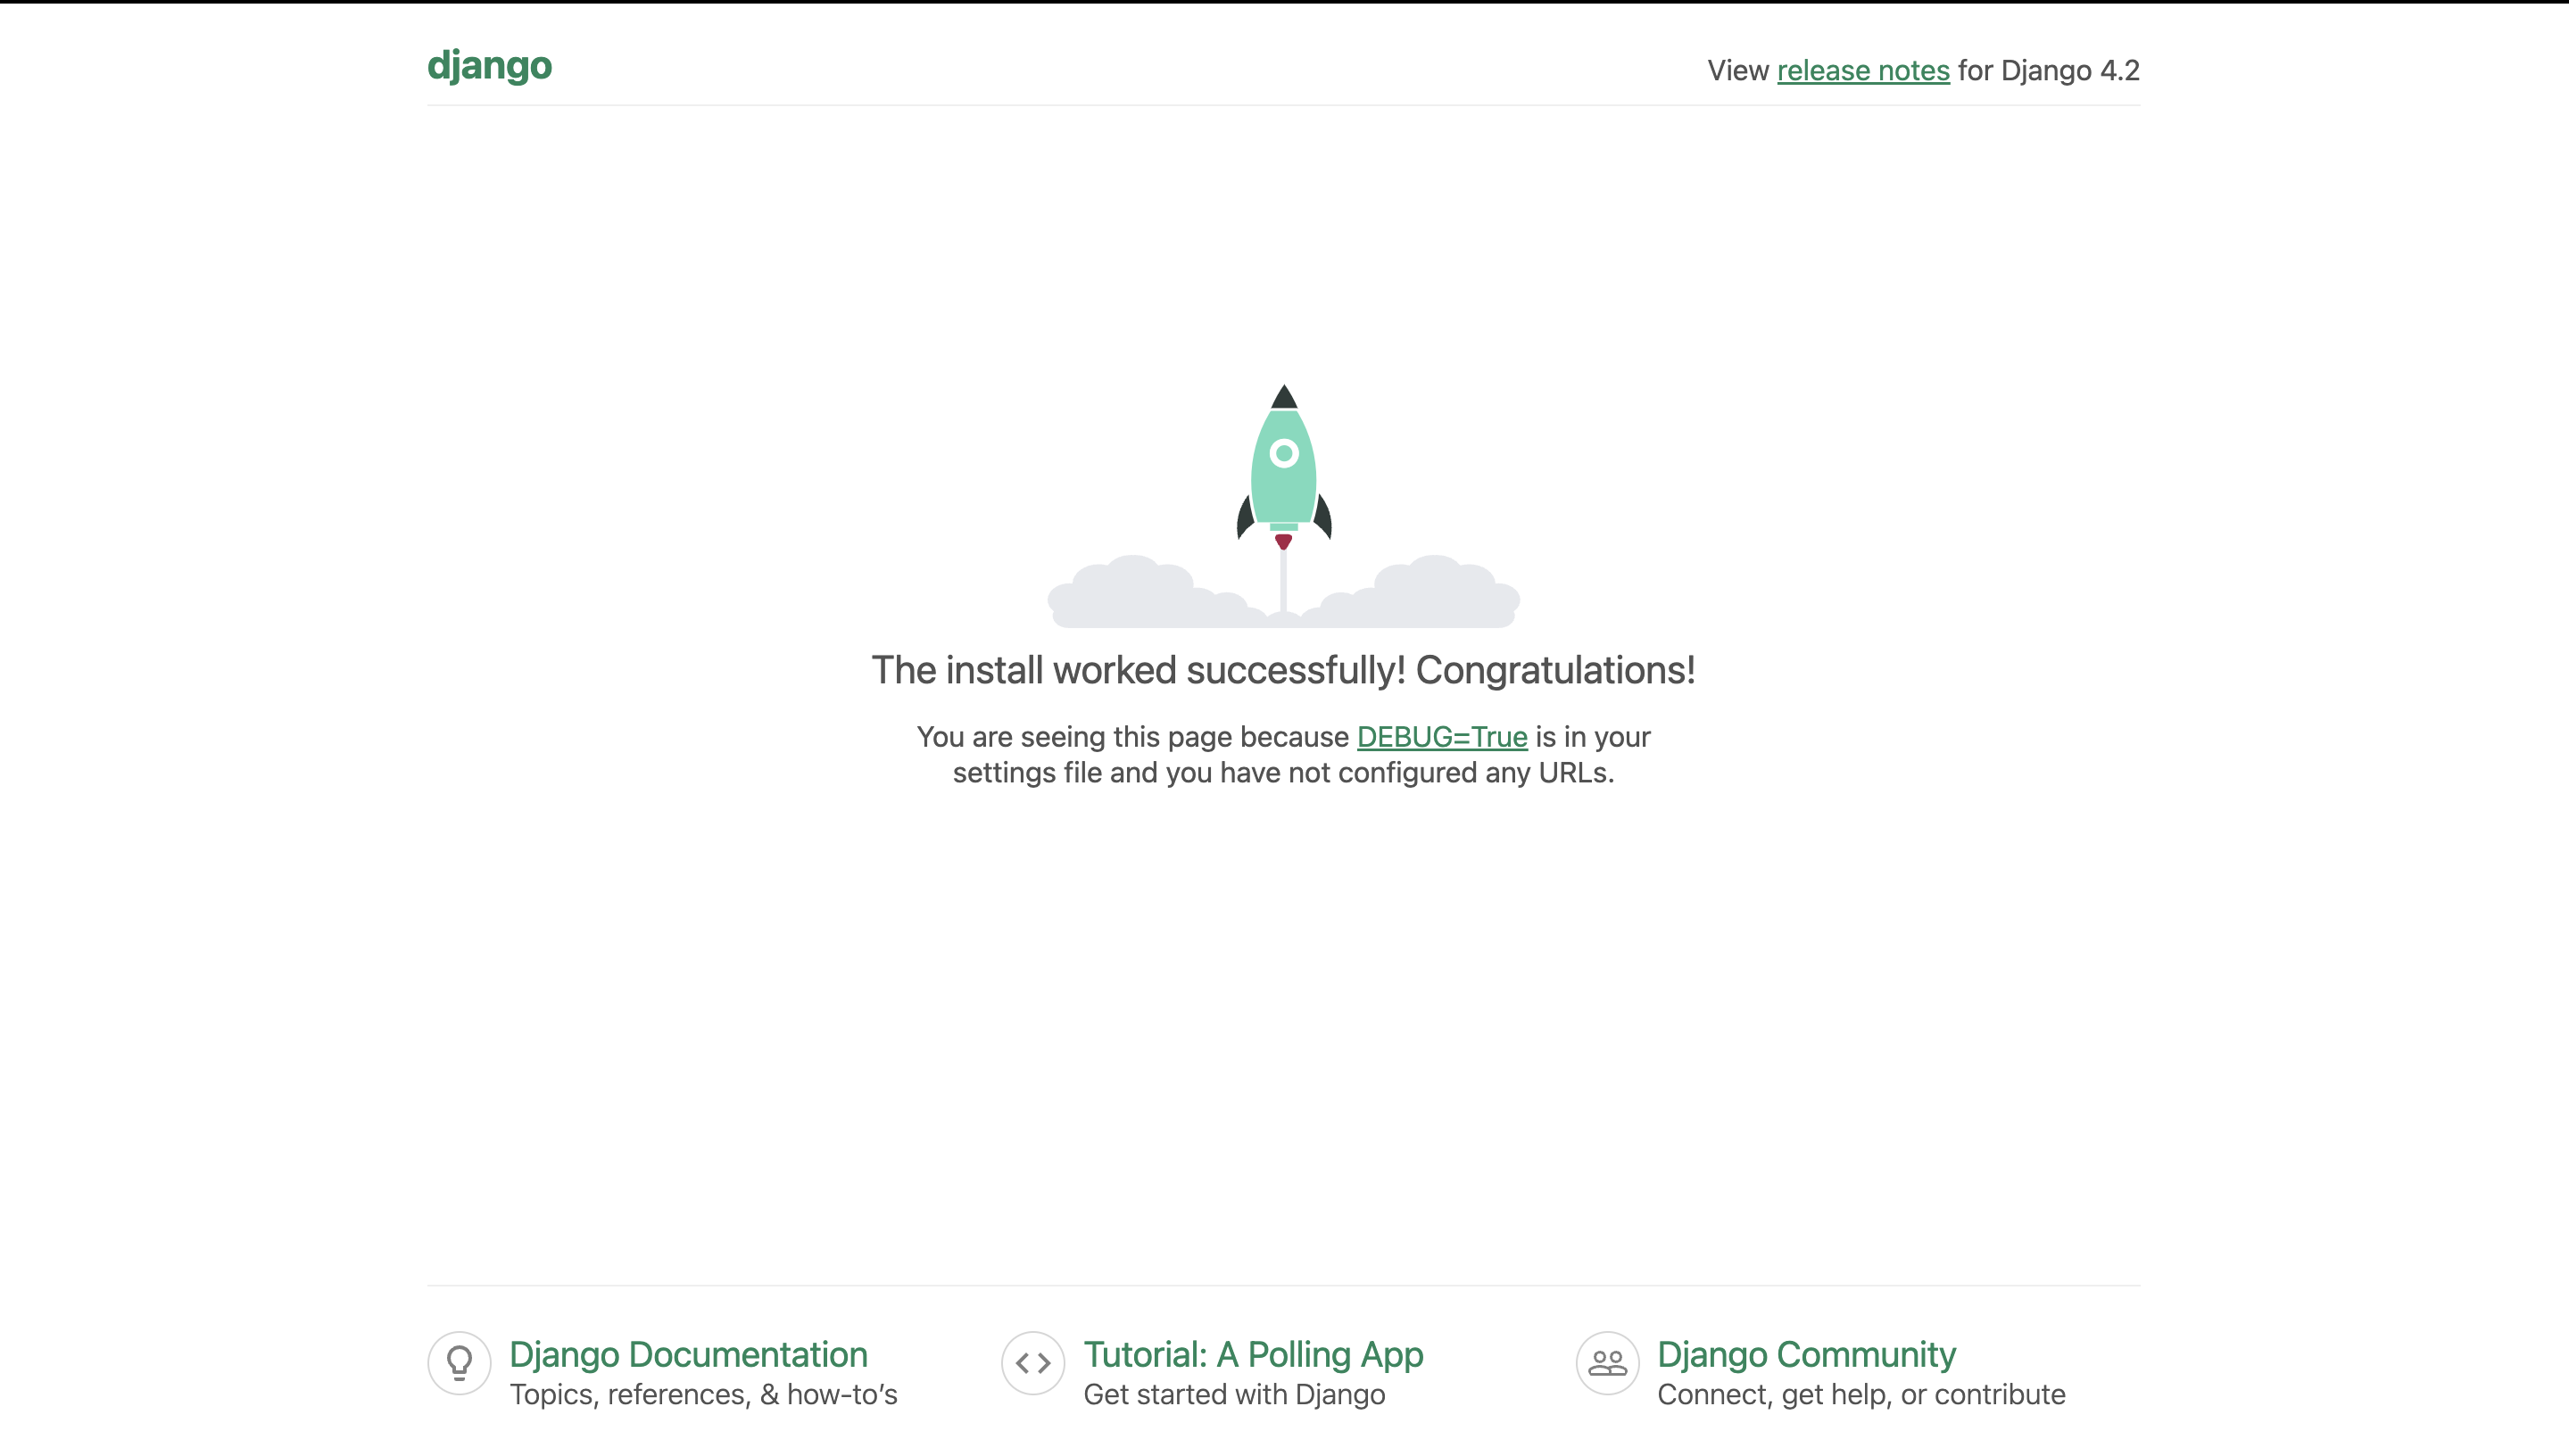 django
View release notes for Django 4.2
The install worked successfully! Congratulations!
You are seeing this page because DEBUG=True is in your
settings file and you have not configured any URLs.
Django Documentation
Topics, references, & how-to’s
Tutorial: A Polling App
Get started with Django
Django Community
Connect, get help, or contribute